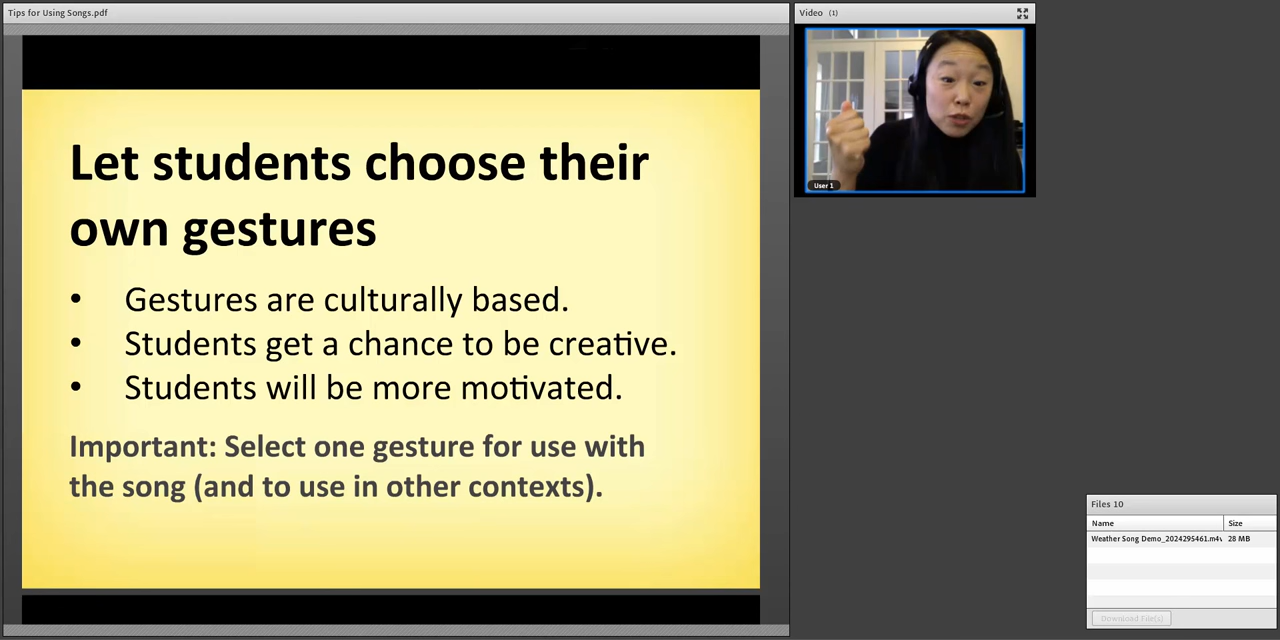 Tips for Using Songs.pdf
Let students choose their
own gestures
• Gestures are culturally based.
• Students get a chance to be creative.
• Students will be more motivated.
Important: Select one gesture for use with
the song (and to use in other contexts).
Video (1)
User 1
Files 10
Name Size
Weather Song Demo_2024295461.m4v 28 MB
Download File(s)